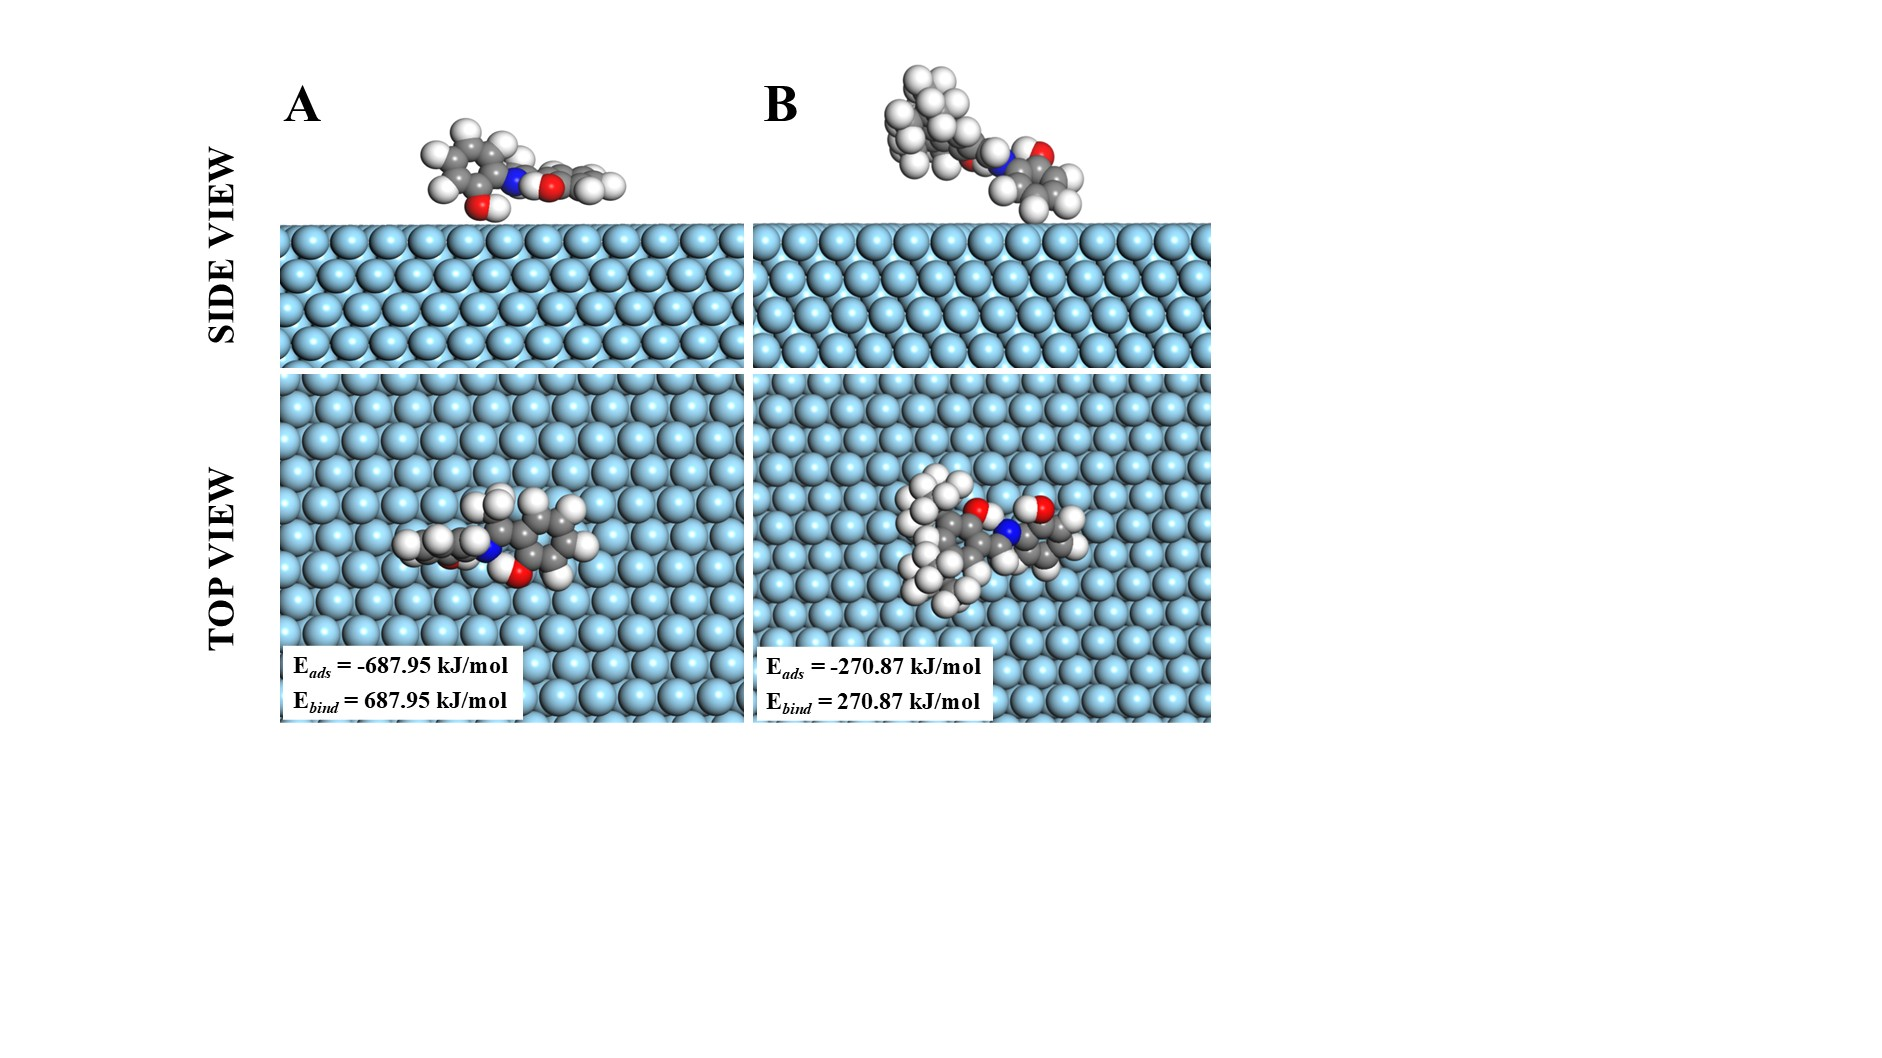 A
B
SIDE VIEW
TOP VIEW
Eads = -687.95 kJ/mol
Ebind = 687.95 kJ/mol
Eads = -270.87 kJ/mol
Ebind = 270.87 kJ/mol